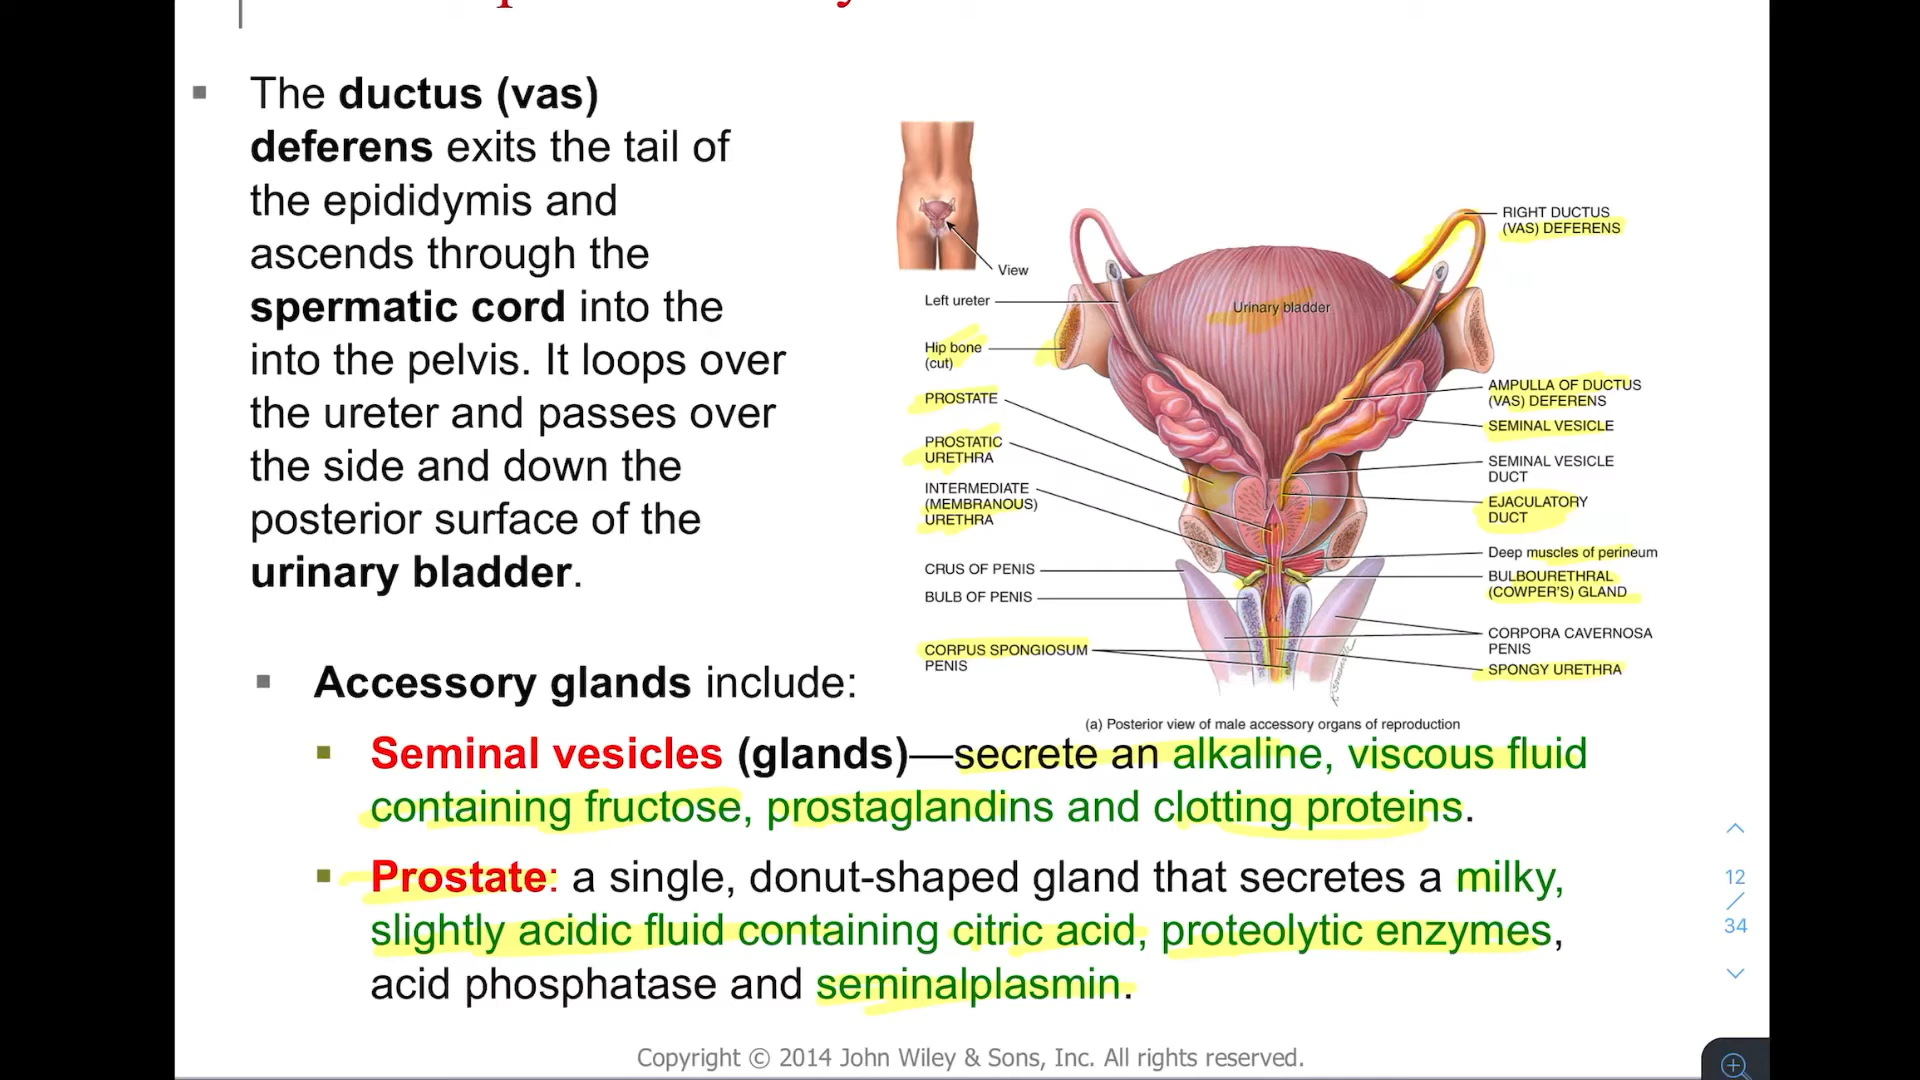 The ductus (vas)
deferens exits the tail of
the epididymis and
ascends through the
spermatic cord into the
into the pelvis. It loops over
the ureter and passes over
the side and down the
posterior surface of the
urinary bladder.
View
Left ureter
Hip bone
(cut)
PROSTATE
PROSTATIC
URETHRA
INTERMEDIATE
(MEMBRANOUS)
URETHRA
CRUS OF PENIS
BULB OF PENIS
CORPUS SPONGIOSUM
PENIS
Urinary bladder
RIGHT DUCTUS
(VAS) DEFERENS
AMPULLA OF DUCTUS
(VAS) DEFERENS
SEMINAL VESICLE
SEMINAL VESICLE
DUCT
EJACULATORY
DUCT
Deep muscles of perineum
BULBOURETHRAL
(COWPER'S) GLAND
CORPORA CAVERNOSA
PENIS
SPONGY URETHRA
(a) Posterior view of male accessory organs of reproduction
Accessory glands include:
Seminal vesicles (glands)—secrete an alkaline, viscous fluid
containing fructose, prostaglandins and clotting proteins.
Prostate: a single, donut-shaped gland that secretes a milky,
slightly acidic fluid containing citric acid, proteolytic enzymes,
acid phosphatase and seminalplasmin.
12
/
34
Copyright © 2014 John Wiley & Sons, Inc. All rights reserved.